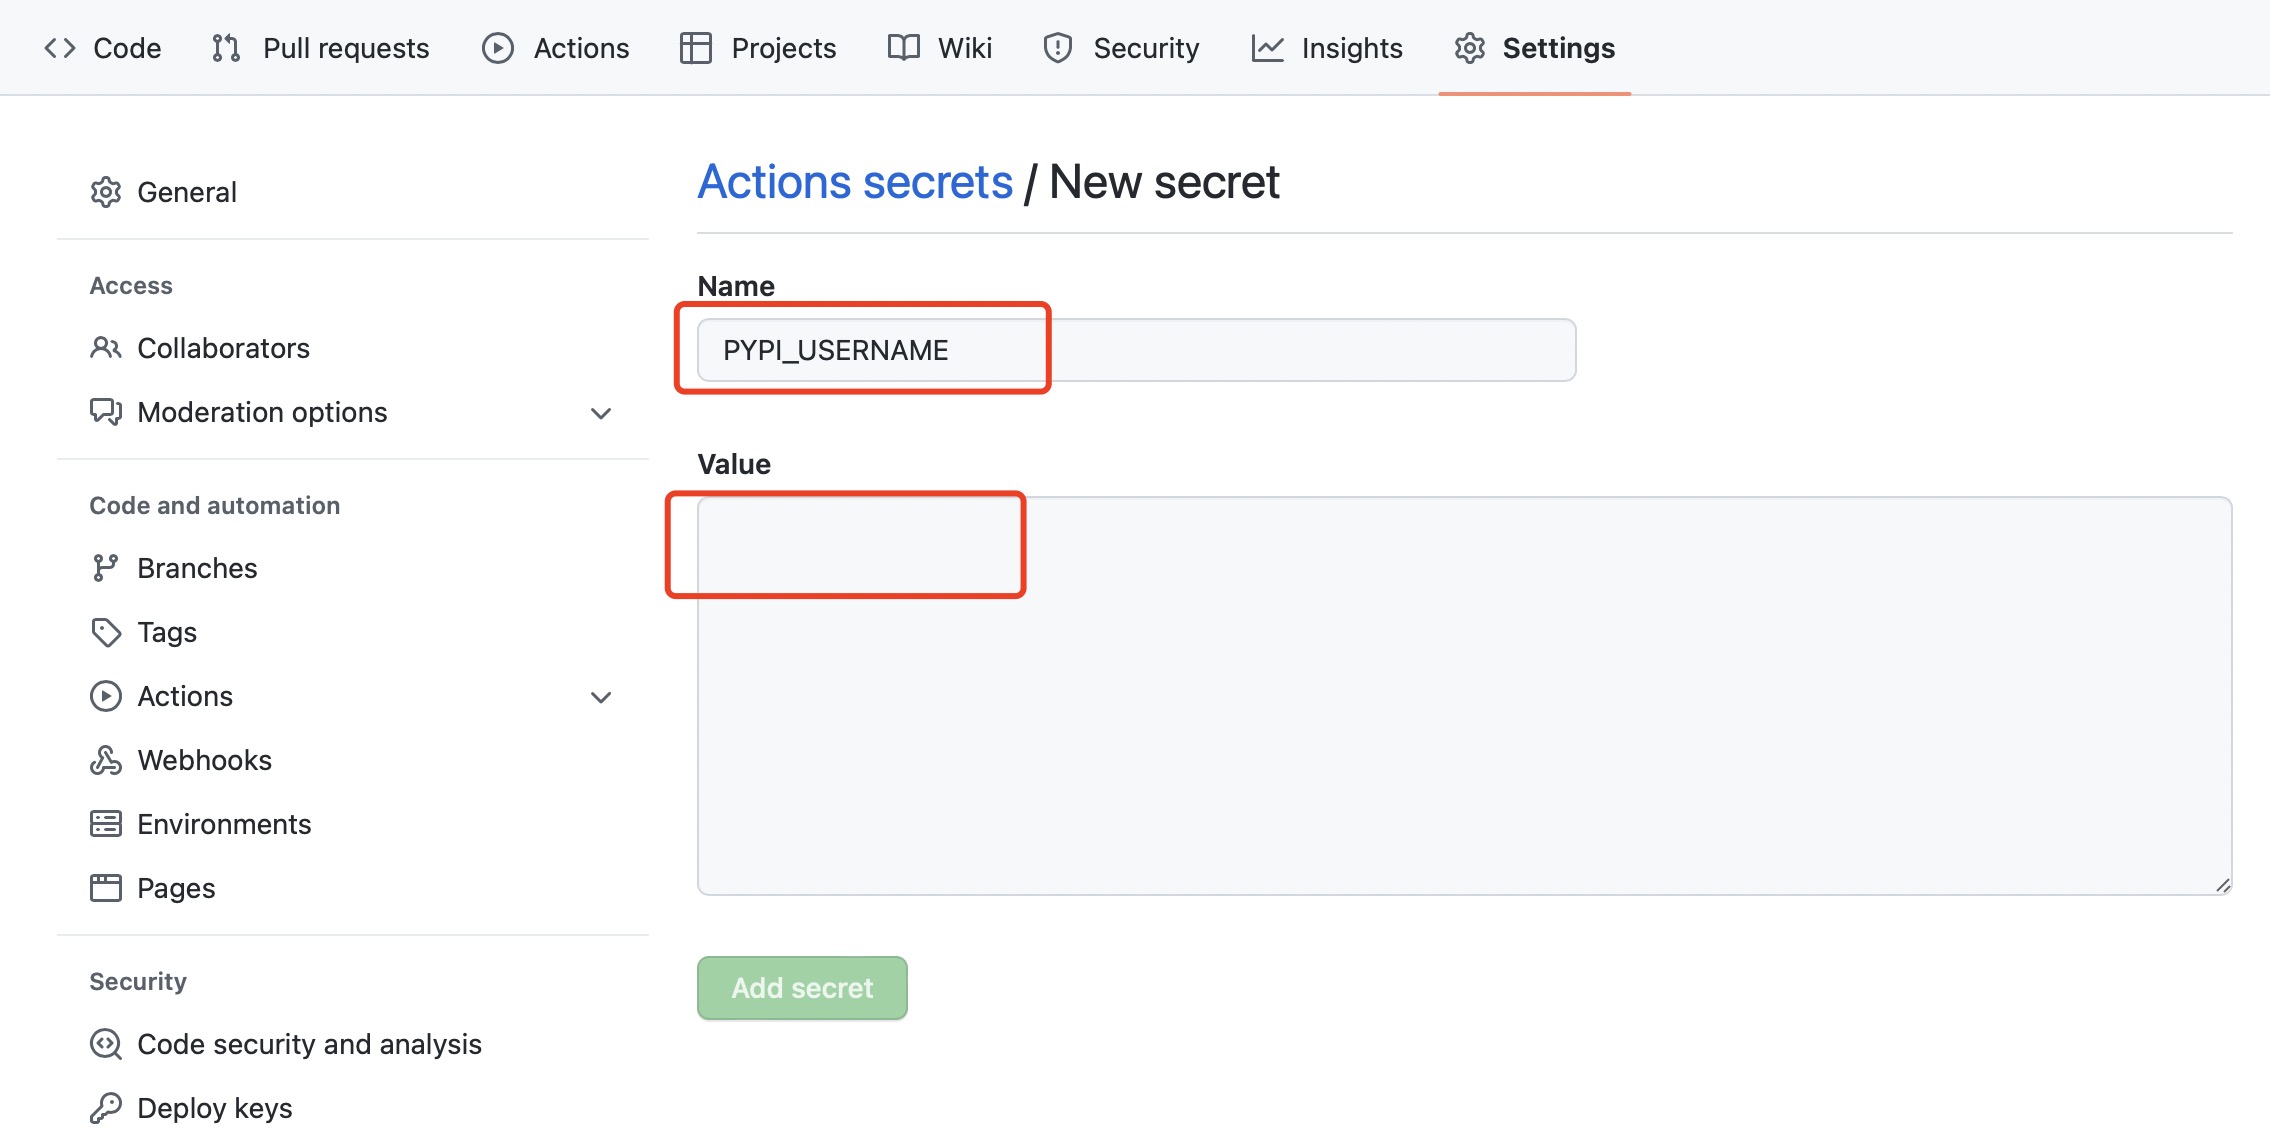 Code Pull requests Actions Projects Wiki Security Insights Settings
General
Access
Collaborators
Moderation options
Code and automation
Branches
Tags
Actions
Webhooks
Environments
Pages
Security
Code security and analysis
Deploy keys
Actions secrets / New secret
Name
PYPI_USERNAME
Value
Add secret